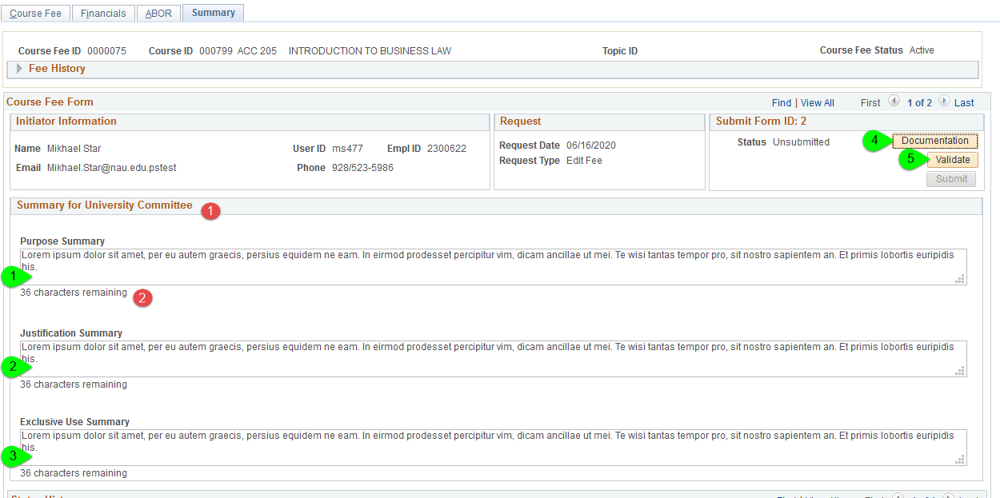 Course Fee Financials ABOR Summary
Course Fee ID 0000075 Course ID 000799 ACC 205 INTRODUCTION TO BUSINESS LAW Topic ID Course Fee Status Active
Fee History
Course Fee Form Find | View All First 1 of 2 Last
Initiator Information Request Submit Form ID: 2
Name Mikhael Star User ID ms477 Empl ID 2300622 Request Date 06/16/2020 Status Unsubmitted 4 Documentation
Email Mikhael.Star@nau.edu.pstest Phone 928/523-5986 Request Type Edit Fee 5 Validate
Submit
Summary for University Committee 1
Purpose Summary
Lorem ipsum dolor sit amet, per eu autem graecis, persius equidem ne eam. In eirmod prodesset percipitur vim, dicam ancillae ut mei. Te wisi tantas tempor pro, sit nostro sapientem an. Et primis lobortis euripidis
his.
1
36 characters remaining 2
Justification Summary
Lorem ipsum dolor sit amet, per eu autem graecis, persius equidem ne eam. In eirmod prodesset percipitur vim, dicam ancillae ut mei. Te wisi tantas tempor pro, sit nostro sapientem an. Et primis lobortis euripidis
his.
2
36 characters remaining
Exclusive Use Summary
Lorem ipsum dolor sit amet, per eu autem graecis, persius equidem ne eam. In eirmod prodesset percipitur vim, dicam ancillae ut mei. Te wisi tantas tempor pro, sit nostro sapientem an. Et primis lobortis euripidis
his.
3
36 characters remaining